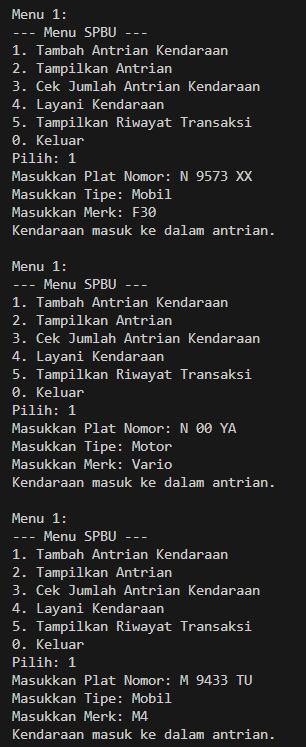 Menu 1:
--- Menu SPBU ---
1. Tambah Antrian Kendaraan
2. Tampilkan Antrian
3. Cek Jumlah Antrian Kendaraan
4. Layani Kendaraan
5. Tampilkan Riwayat Transaksi
0. Keluar
Pilih: 1
Masukkan Plat Nomor: N 9573 XX
Masukkan Tipe: Mobil
Masukkan Merk: F30
Kendaraan masuk ke dalam antrian.

Menu 1:
--- Menu SPBU ---
1. Tambah Antrian Kendaraan
2. Tampilkan Antrian
3. Cek Jumlah Antrian Kendaraan
4. Layani Kendaraan
5. Tampilkan Riwayat Transaksi
0. Keluar
Pilih: 1
Masukkan Plat Nomor: N 00 YA
Masukkan Tipe: Motor
Masukkan Merk: Vario
Kendaraan masuk ke dalam antrian.

Menu 1:
--- Menu SPBU ---
1. Tambah Antrian Kendaraan
2. Tampilkan Antrian
3. Cek Jumlah Antrian Kendaraan
4. Layani Kendaraan
5. Tampilkan Riwayat Transaksi
0. Keluar
Pilih: 1
Masukkan Plat Nomor: M 9433 TU
Masukkan Tipe: Mobil
Masukkan Merk: M4
Kendaraan masuk ke dalam antrian.